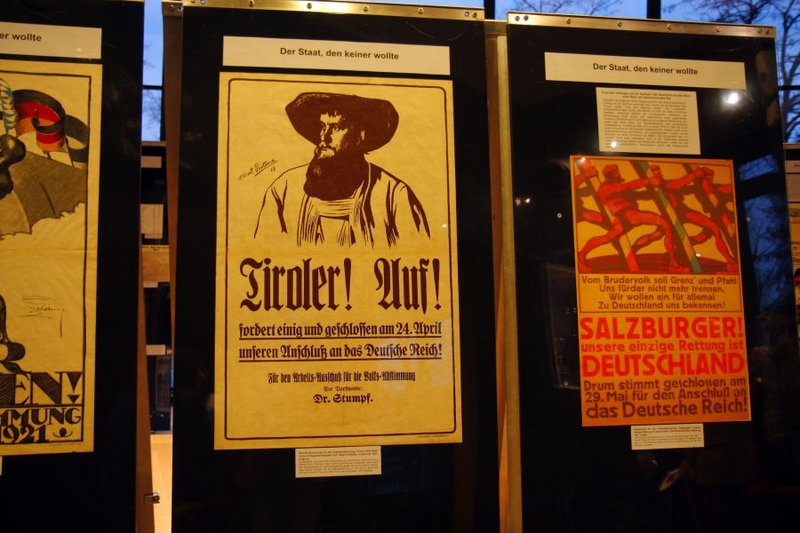 er wollte
EN!
MMUNG
1921
Der Staat, den keiner wollte
Tiroler! Auf!
fordert einig und geschlossen am 24. April
unseren Anschluß an das Deutsche Reich!
Für den Arbeits-Ausschuß für die Volks-Abstimmung
Der Vorsitzende:
Dr. Stumpf.
Der Staat, den keiner wollte
Vom Brudervolk soll Grenz' und Pfahl
Uns fürder nicht mehr trennen,
Wir wollen ein für allemal
Zu Deutschland uns bekennen!
SALZBURGER!
unsere einzige Rettung ist
DEUTSCHLAND
Drum stimmt geschlossen am
29. Mai für den Anschluß an
das Deutsche Reich!